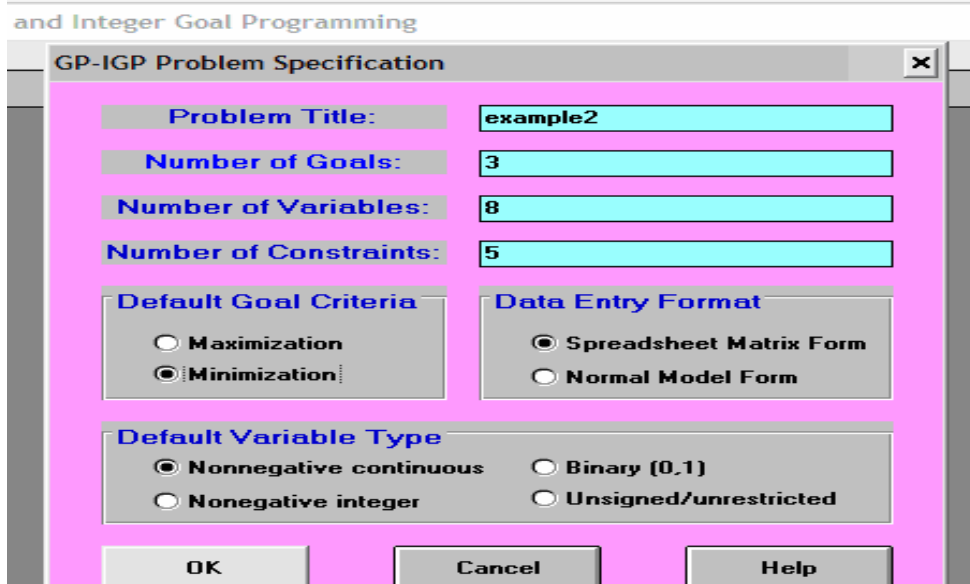 and Integer Goal Programming
GP-IGP Problem Specification
Problem Title: example2
Number of Goals: 3
Number of Variables: 8
Number of Constraints: 5
Default Goal Criteria
Maximization
Minimization
Data Entry Format
Spreadsheet Matrix Form
Normal Model Form
Default Variable Type
Nonnegative continuous
Nonegative integer
Binary (0,1)
Unsigned/unrestricted
OK Cancel Help